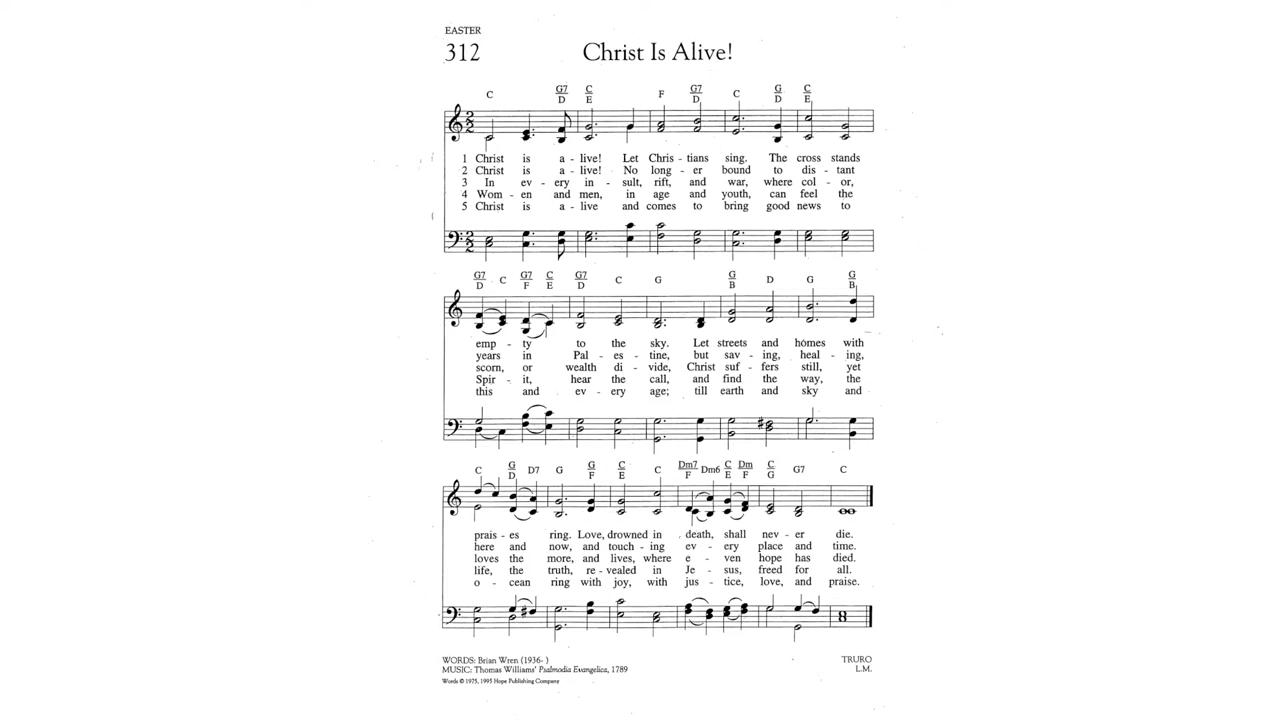 EASTER
312 Christ Is Alive!
C G7/D C/E F G7/D C G/D C/E
1 Christ is a - live! Let Chris - tians sing. The cross stands
2 Christ is a - live! No long - er bound to dis - tant
3 In ev - ery in - sult, rift, and war, where col - or,
4 Wom - en and men, in age and youth, can feel the
5 Christ is a - live and comes to bring good news to
G7/D C G7/F C/E G7/D C G G/B D G G/B
emp - ty to the sky. Let streets and homes with
years in Pal - es - tine, but sav - ing, heal - ing,
scorn, or wealth di - vide, Christ suf - fers still, yet
Spir - it, hear the call, and find the way, the
this and ev - ery age; till earth and sky and
C G/D D7 G G/F C/E C Dm7/F Dm6 C/E Dm/F C/G G7 C
prais - es ring. Love, drowned in death, shall nev - er die.
here and now, and touch - ing ev - ery place and time.
loves the more, and lives, where e - ven hope has died.
life, the truth, re - vealed in Je - sus, freed for all.
o - cean ring with joy, with jus - tice, love, and praise.
WORDS: Brian Wren (1936- ) TRURO
MUSIC: Thomas Williams' Psalmodia Evangelica, 1789 L.M.
Words © 1975, 1995 Hope Publishing Company